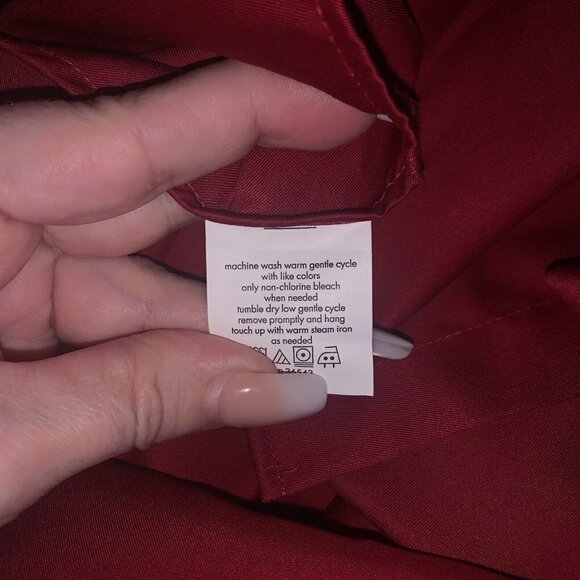 machine wash warm gentle cycle
with like colors
only non-chlorine bleach
when needed
tumble dry low gentle cycle
remove promptly and hang
touch up with warm steam iron
as needed